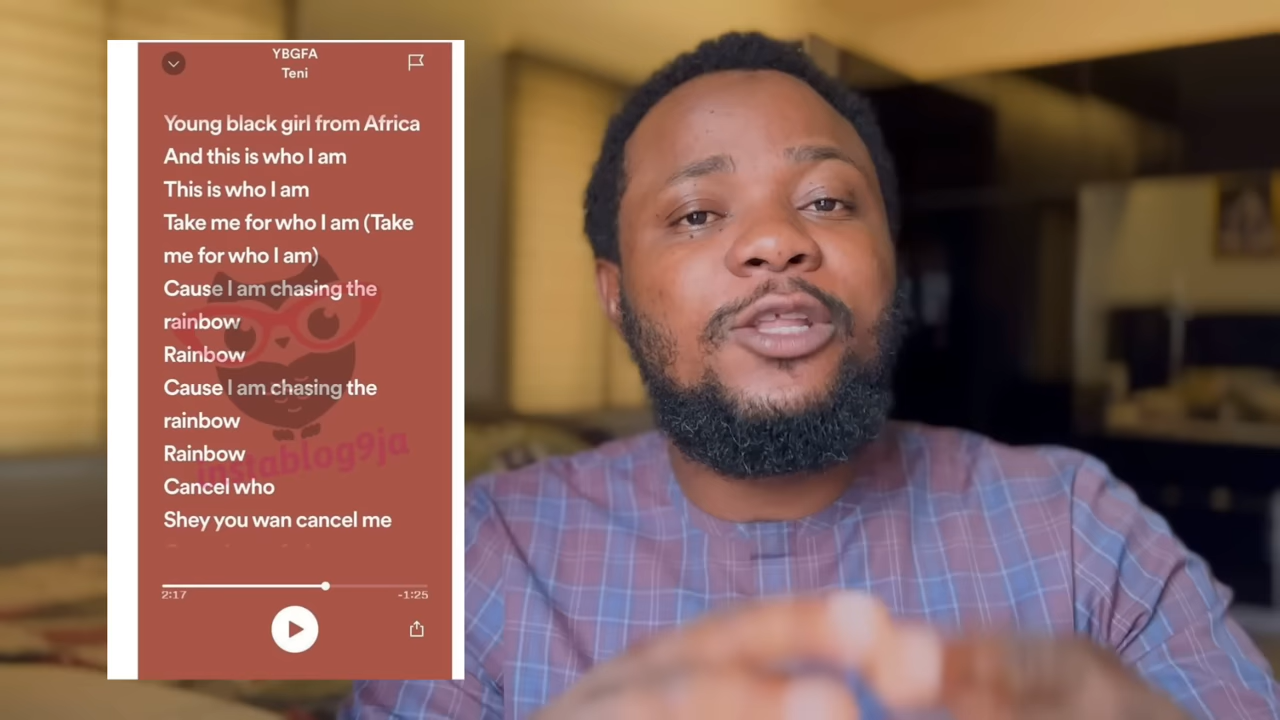 YBGFA
Teni
Young black girl from Africa
And this is who I am
This is who I am
Take me for who I am (Take
me for who I am)
Cause I am chasing the
rainbow
Rainbow
Cause I am chasing the
rainbow
Rainbow
instablog9ja
Cancel who
Shey you wan cancel me
2:17
-1:25